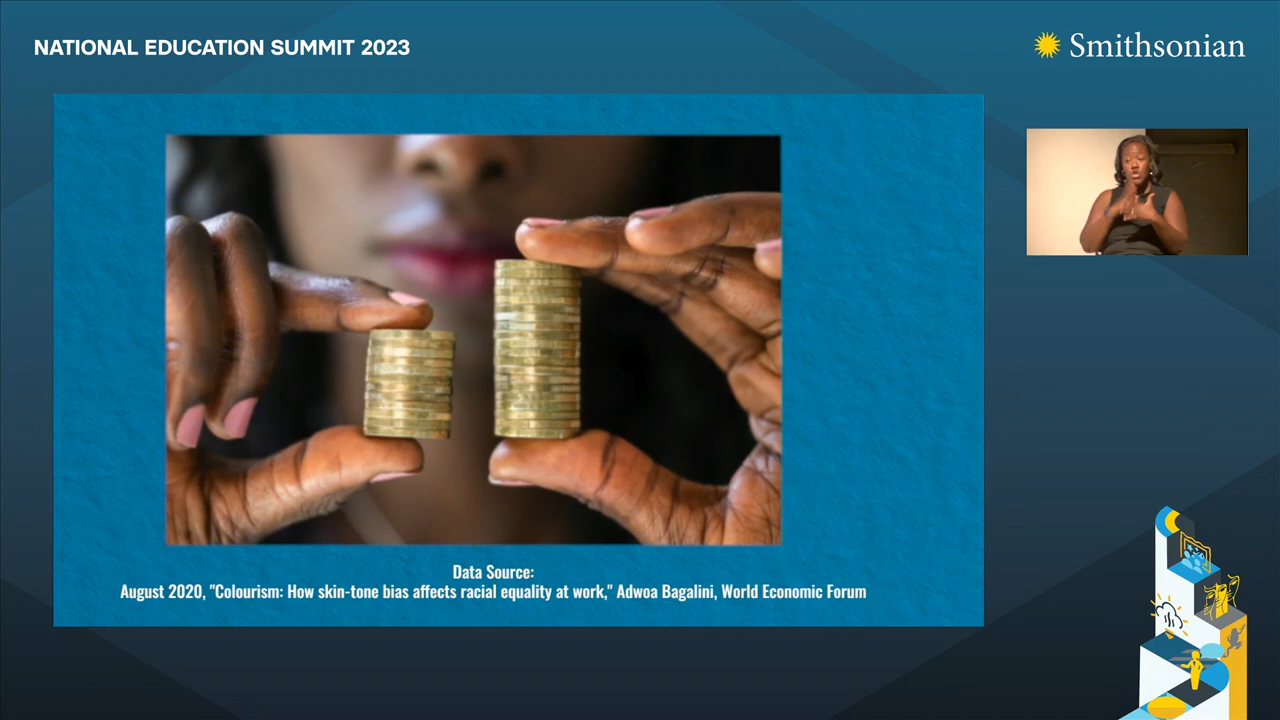 NATIONAL EDUCATION SUMMIT 2023
Smithsonian
Data Source:
August 2020, "Colourism: How skin-tone bias affects racial equality at work," Adwoa Bagalini, World Economic Forum